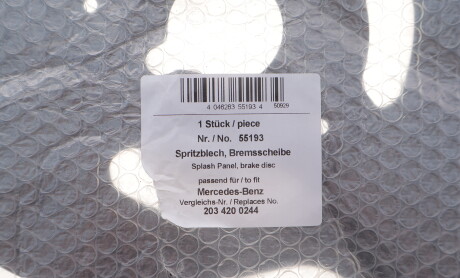 4 046283 55193 4
50929
1 Stück / piece
Nr. / No. 55193
Spritzblech, Bremsscheibe
Splash Panel, brake disc
passend für / to fit
Mercedes-Benz
Vergleichs-Nr. / Replaces No.
203 420 0244